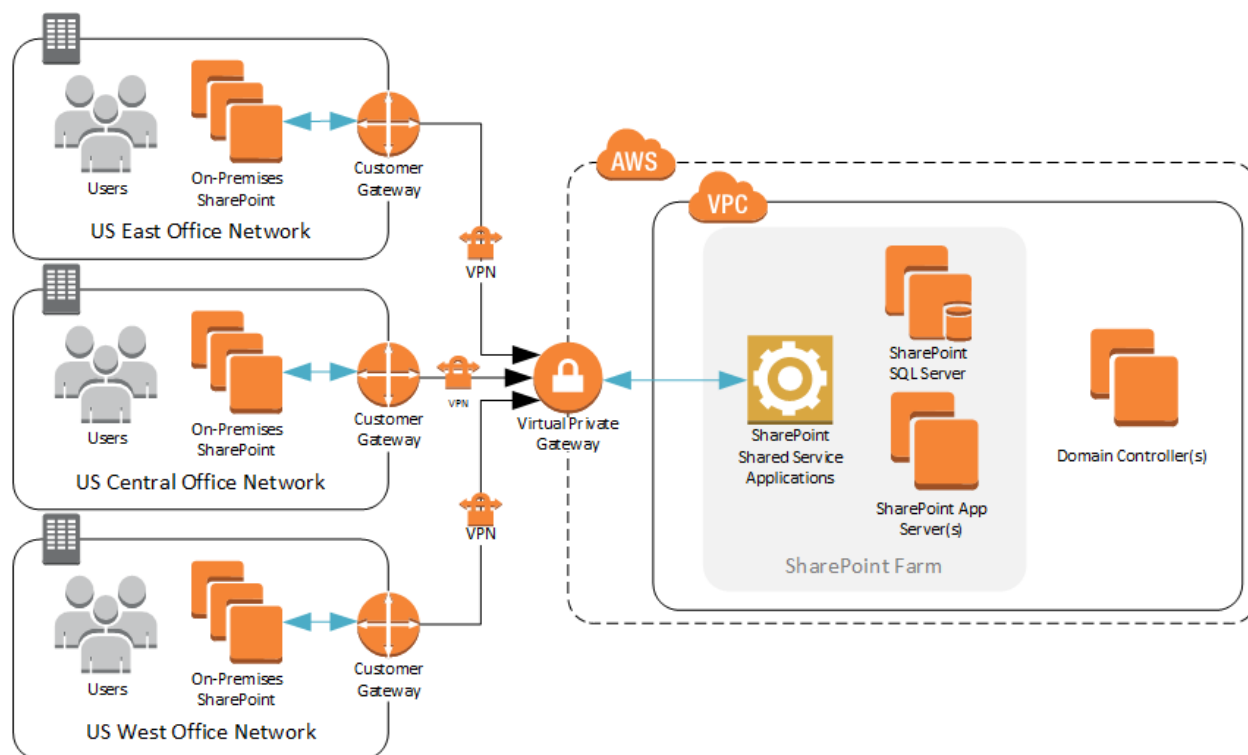 Users
On-Premises
SharePoint
Customer
Gateway
US East Office Network
VPN
Users
On-Premises
SharePoint
Customer
Gateway
US Central Office Network
VPN
Users
On-Premises
SharePoint
Customer
Gateway
US West Office Network
VPN
Virtual Private
Gateway
AWS
VPC
SharePoint
Shared Service
Applications
SharePoint
SQL Server
SharePoint App
Server(s)
SharePoint Farm
Domain Controller(s)